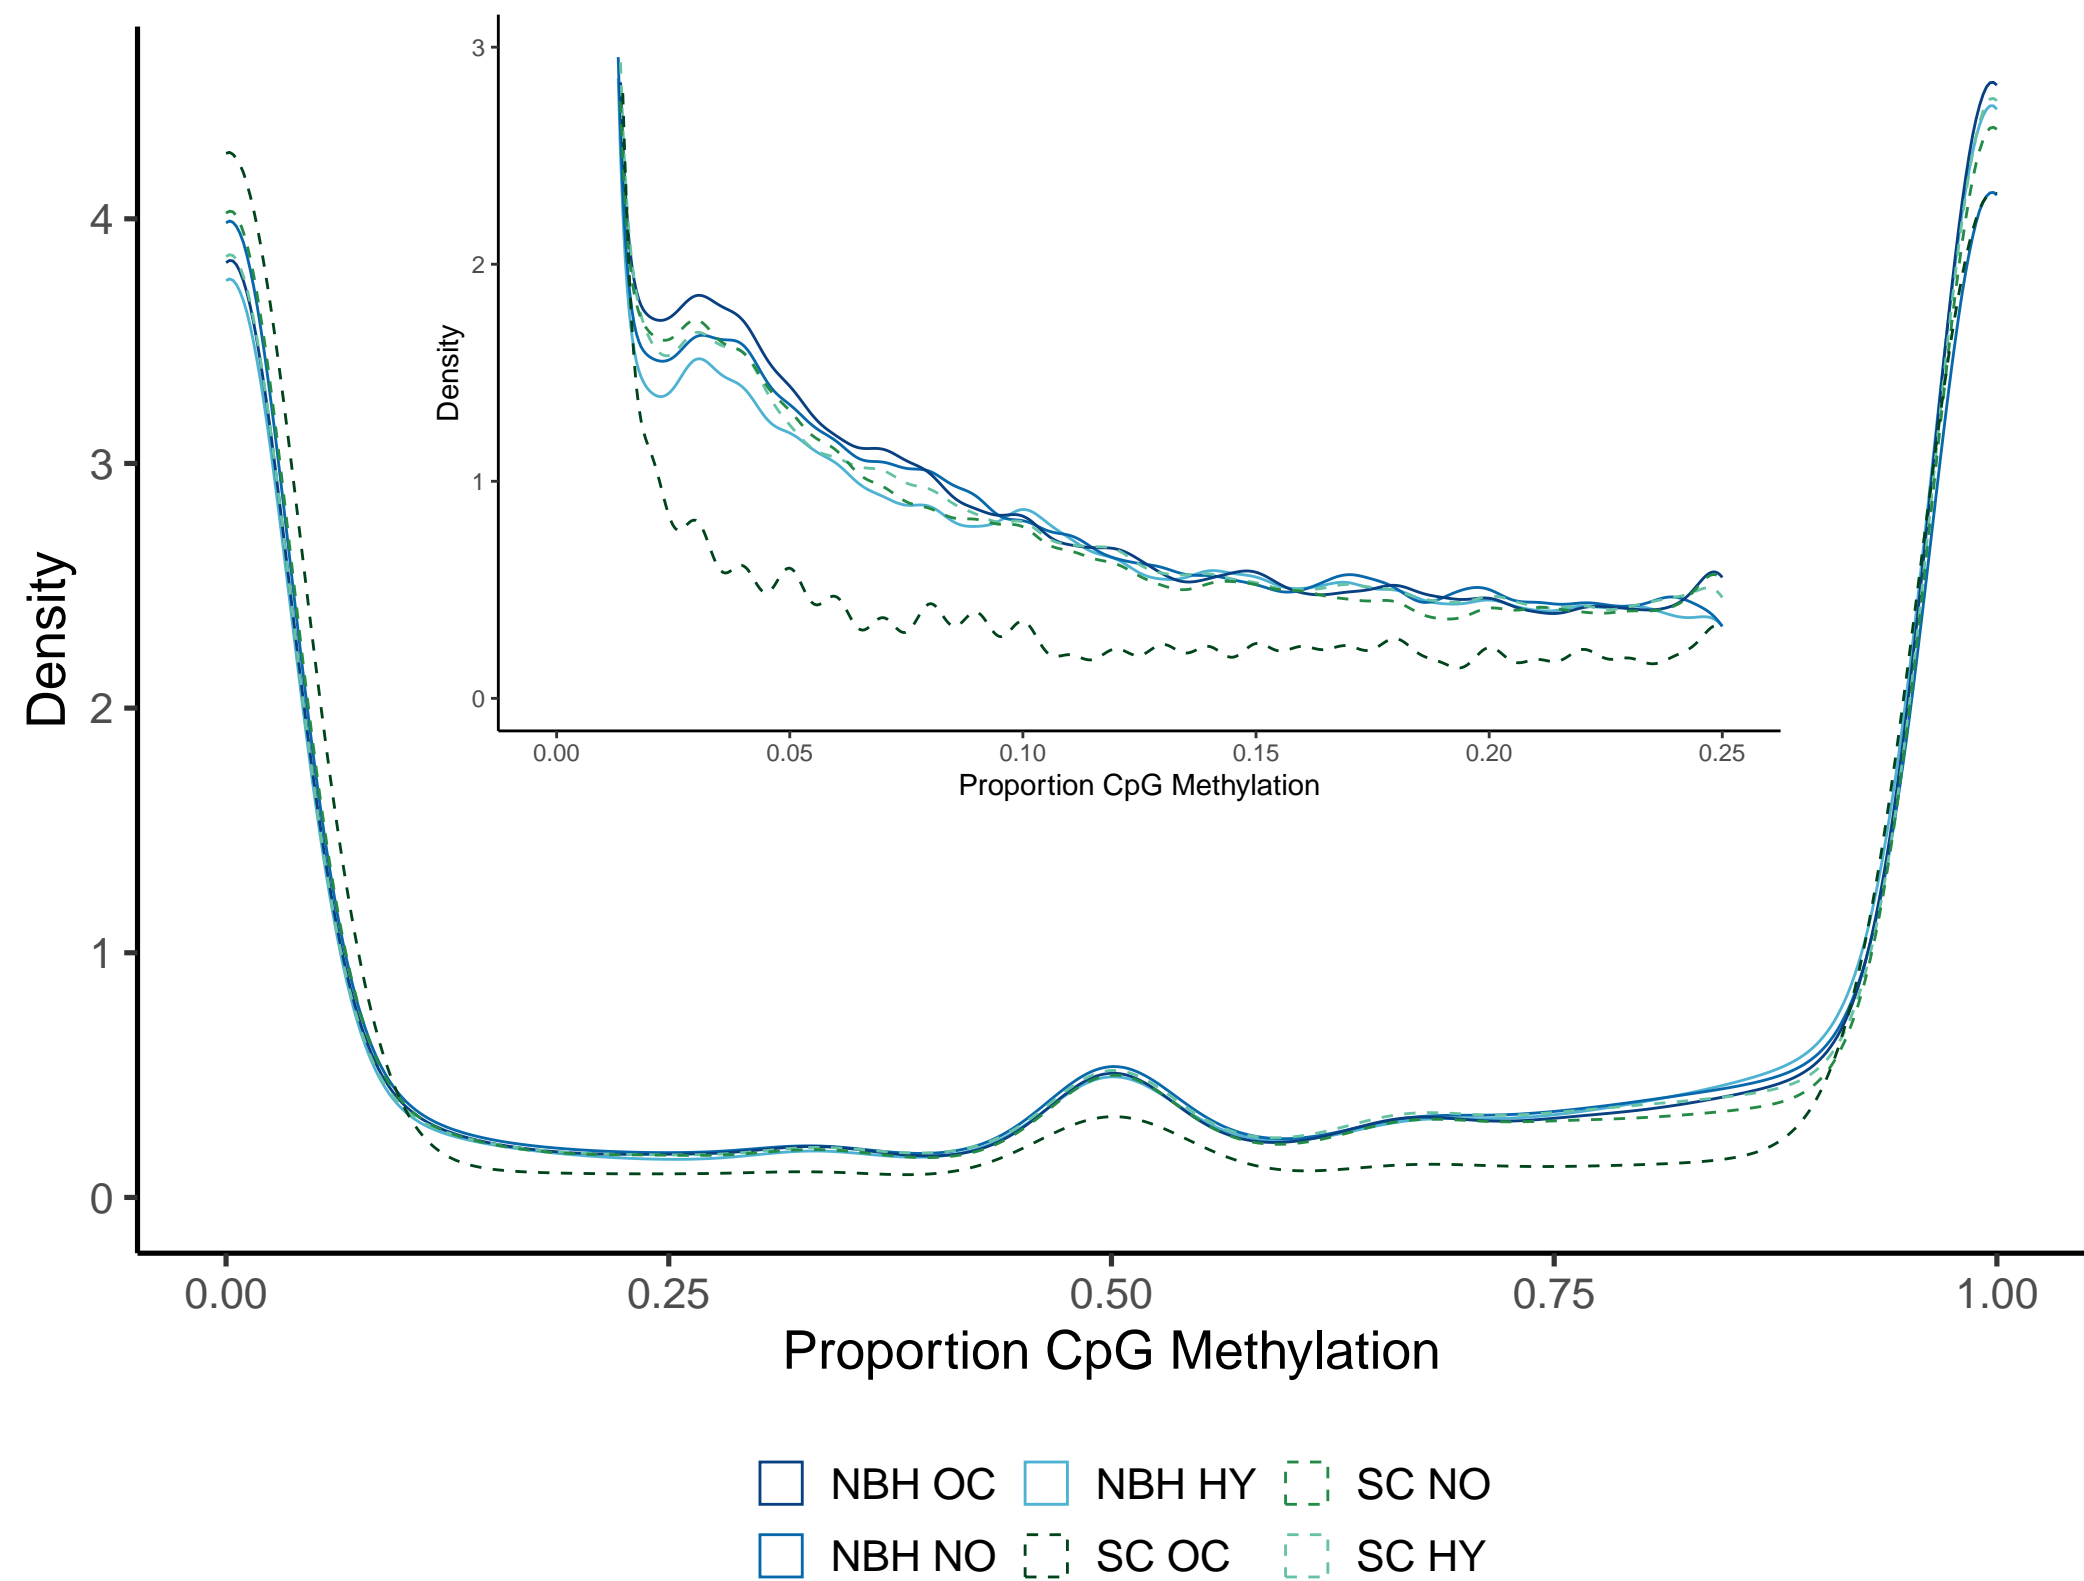 3
2
1
0
Density
0.00 0.05 0.10 0.15 0.20 0.25
Proportion CpG Methylation
4
3
2
1
0
Density
0.00 0.25 0.50 0.75 1.00
Proportion CpG Methylation
NBH OC NBH HY SC NO
NBH NO SC OC SC HY